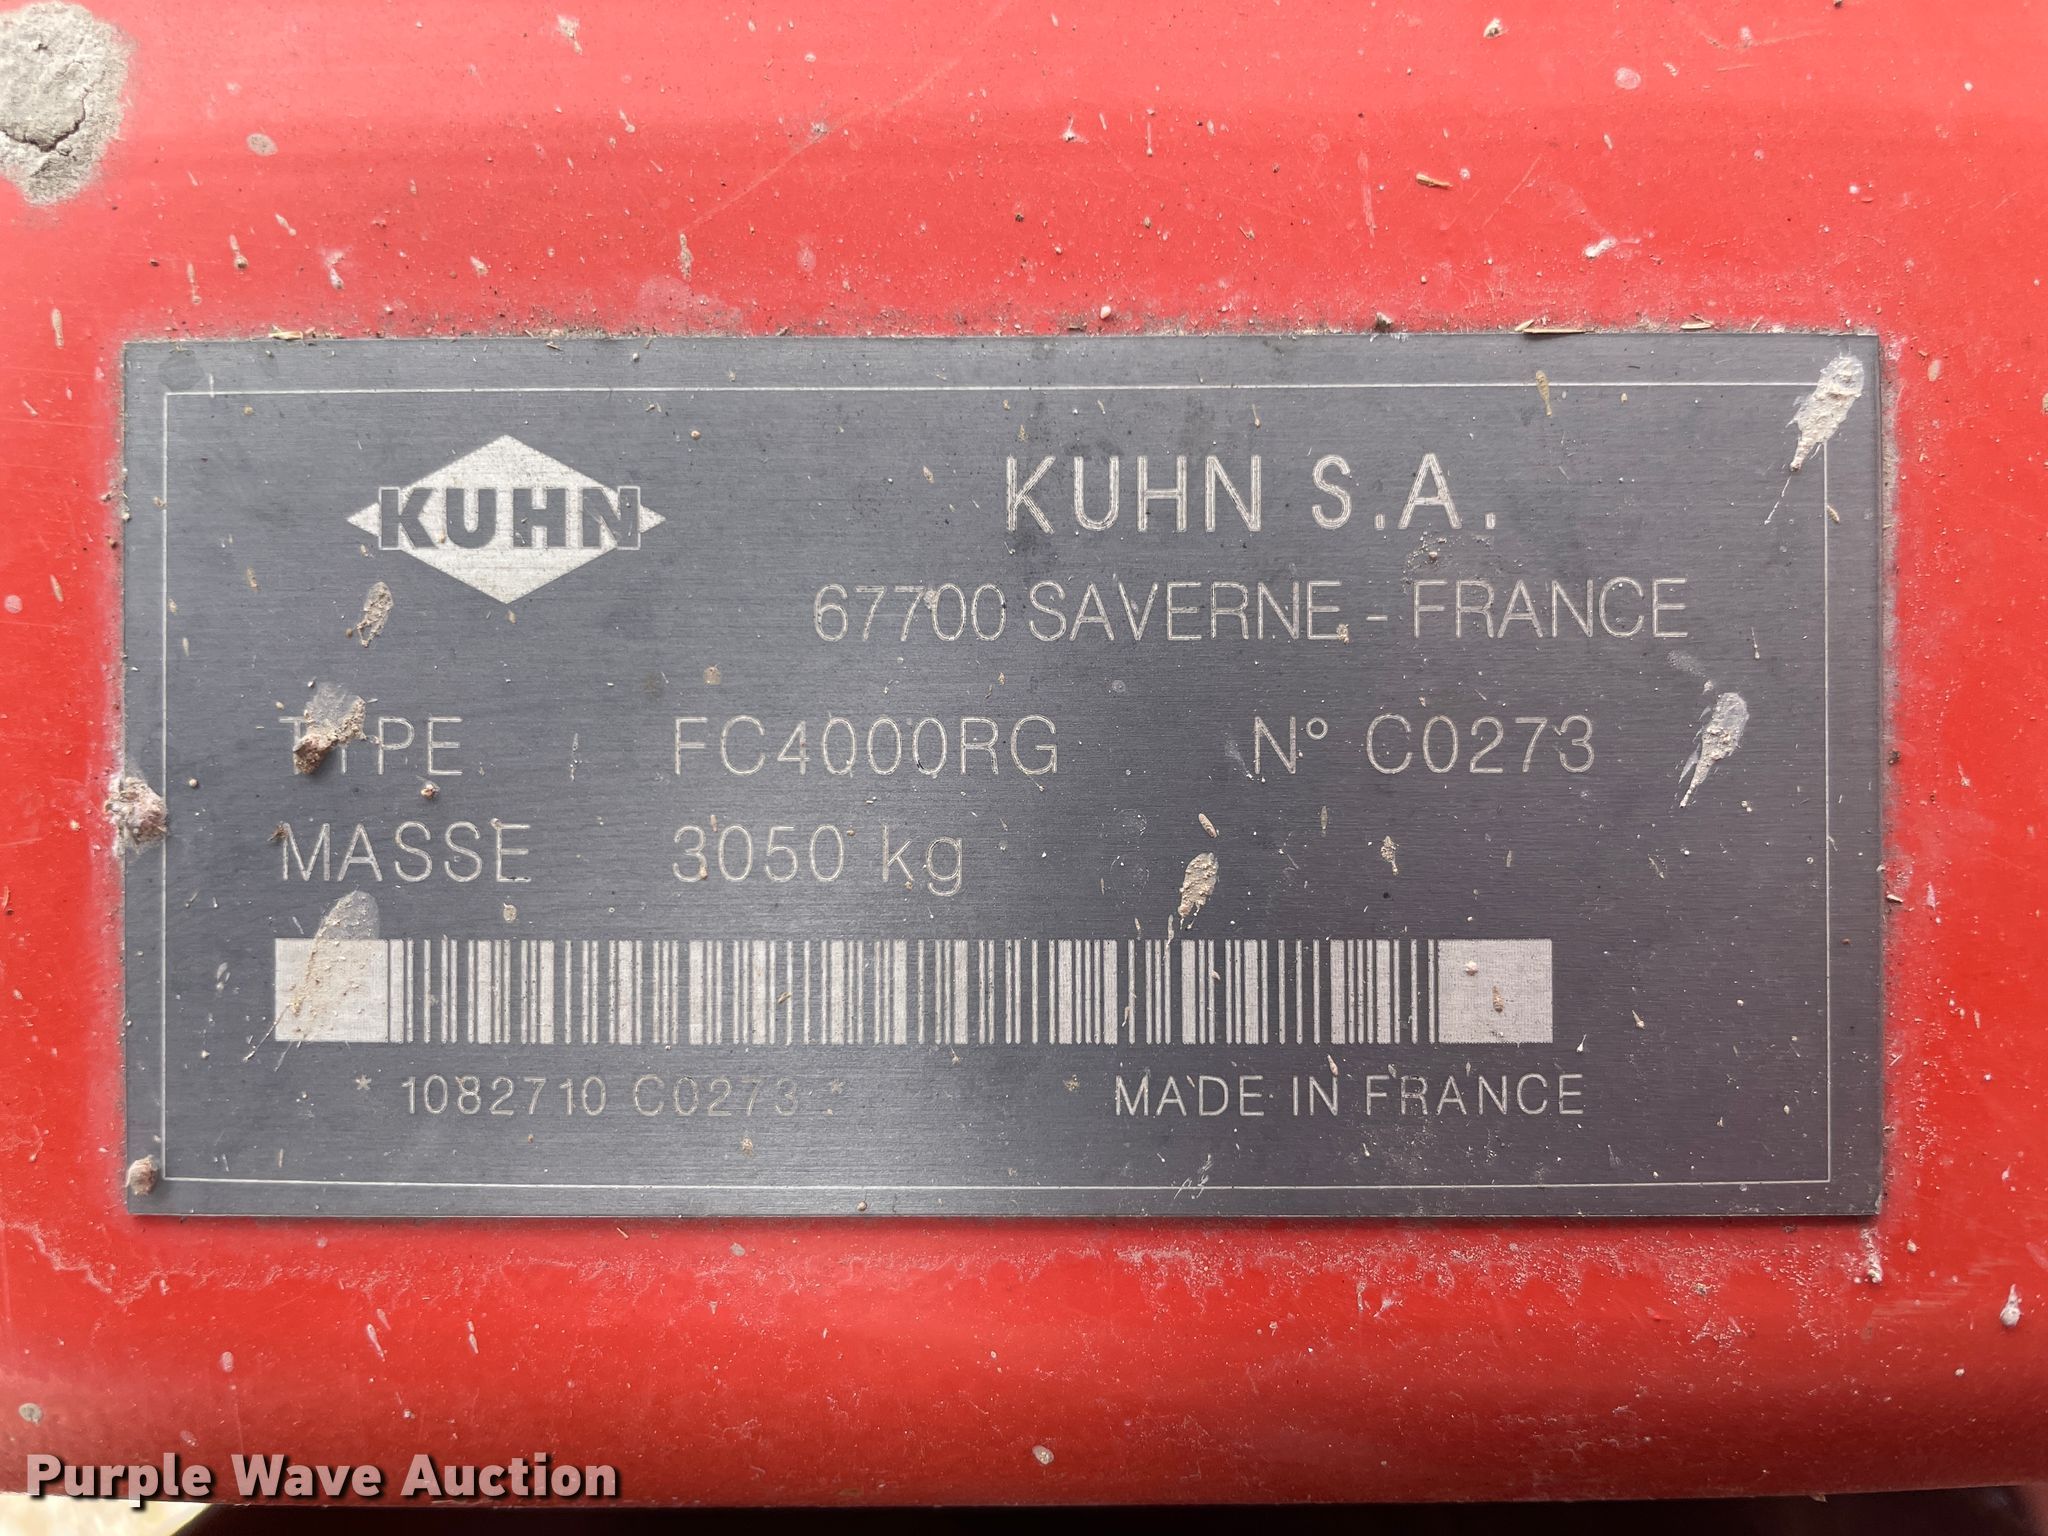 KUHN
KUHN S.A.
67700 SAVERNE - FRANCE
TYPE FC4000RG N° C0273
MASSE 3050 kg
* 1082710 C0273 * MADE IN FRANCE
Purple Wave Auction